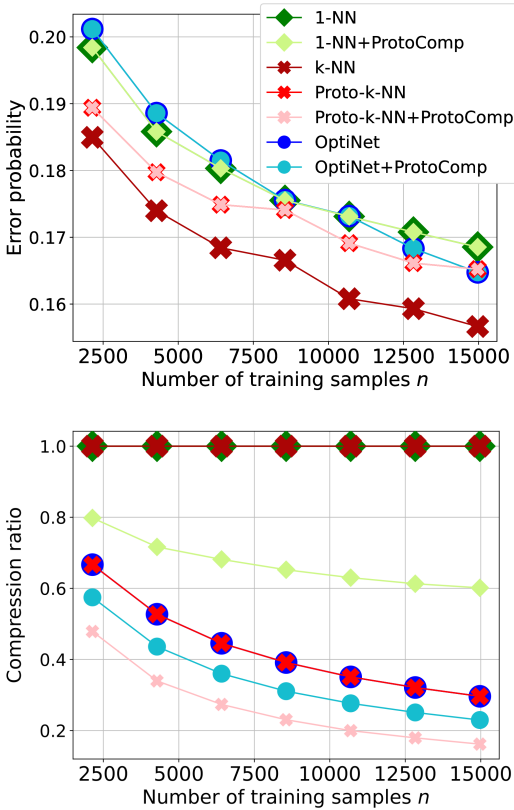 1-NN
1-NN+ProtoComp
k-NN
Proto-k-NN
Proto-k-NN+ProtoComp
OptiNet
OptiNet+ProtoComp
Error probability
0.20
0.19
0.18
0.17
0.16
2500 5000 7500 10000 12500 15000
Number of training samples n
Compression ratio
1.0
0.8
0.6
0.4
0.2
2500 5000 7500 10000 12500 15000
Number of training samples n